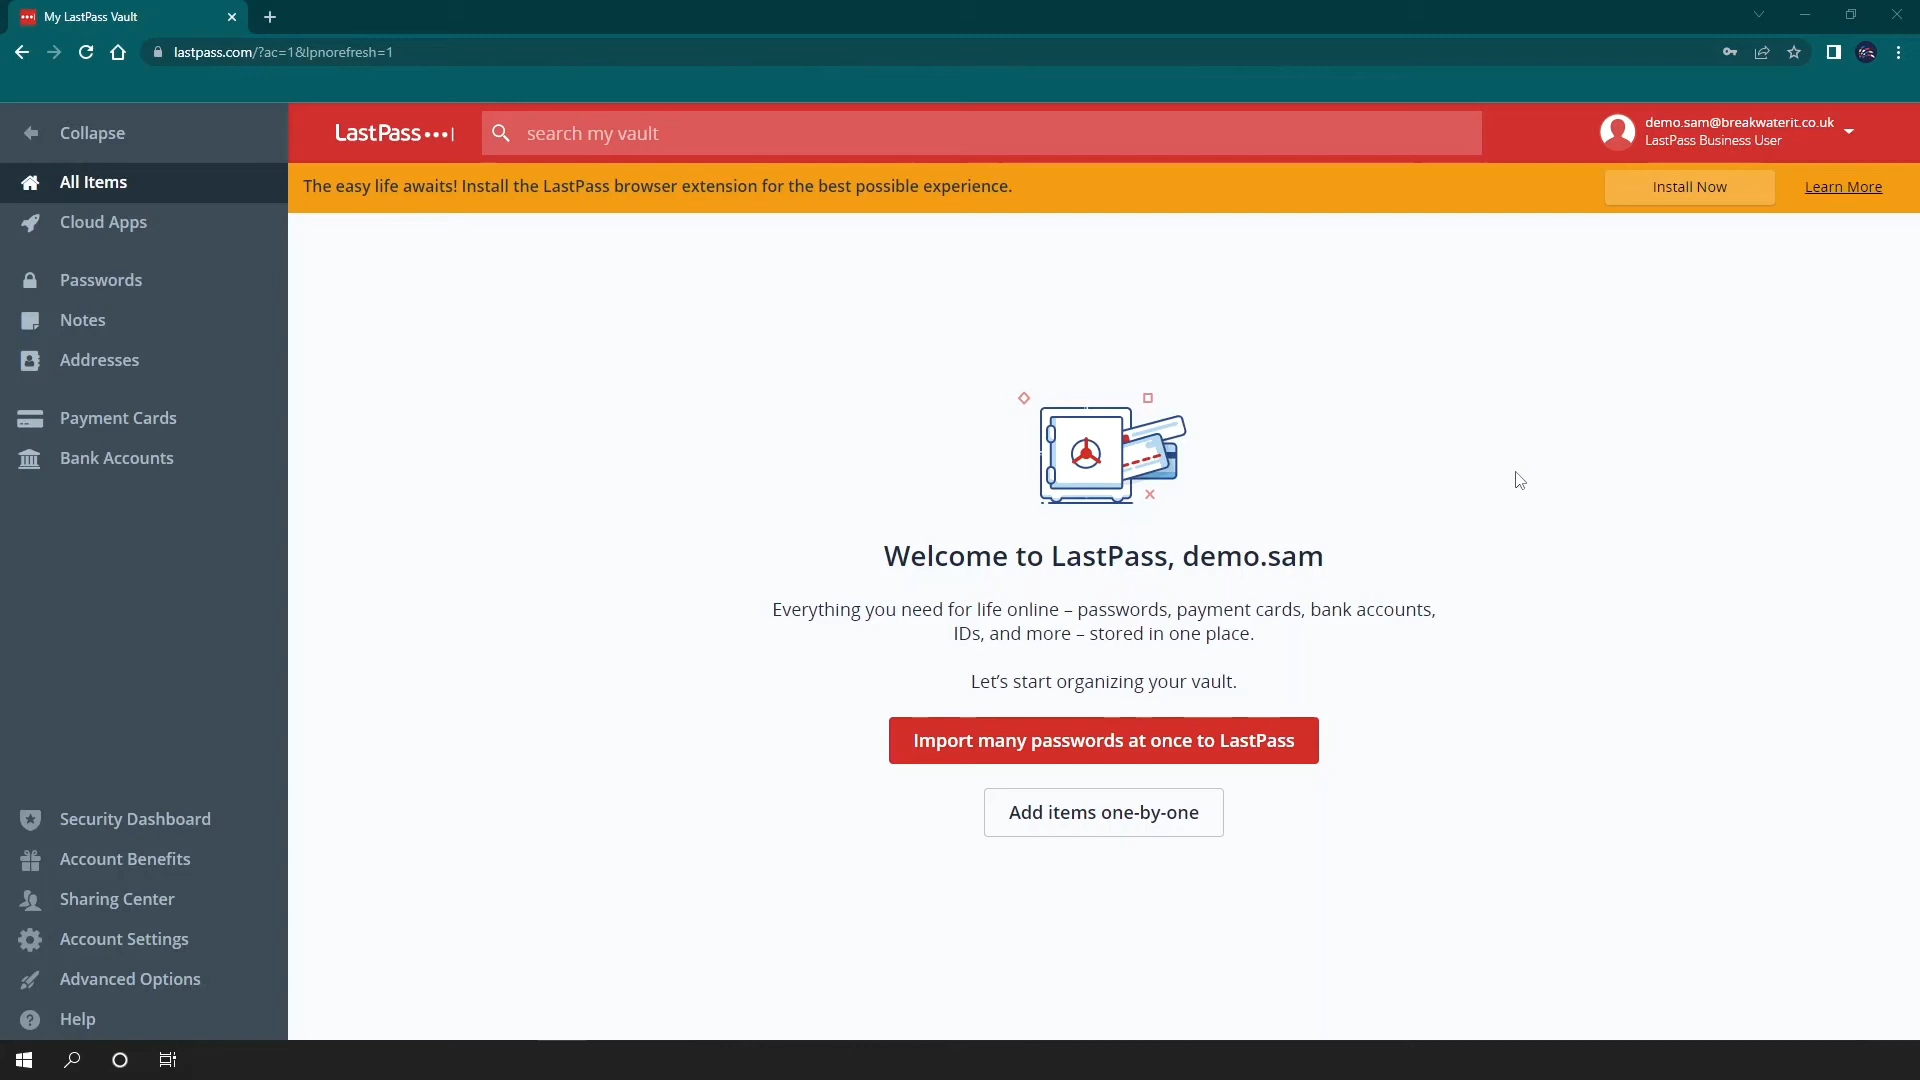 My LastPass Vault
lastpass.com/?ac=1&lpnorefresh=1
Collapse
LastPass
search my vault
demo.sam@breakwaterit.co.uk
LastPass Business User
All Items
The easy life awaits! Install the LastPass browser extension for the best possible experience.
Install Now
Learn More
Cloud Apps
Passwords
Notes
Addresses
Payment Cards
Bank Accounts
Welcome to LastPass, demo.sam
Everything you need for life online – passwords, payment cards, bank accounts,
IDs, and more – stored in one place.
Let’s start organizing your vault.
Import many passwords at once to LastPass
Add items one-by-one
Security Dashboard
Account Benefits
Sharing Center
Account Settings
Advanced Options
Help